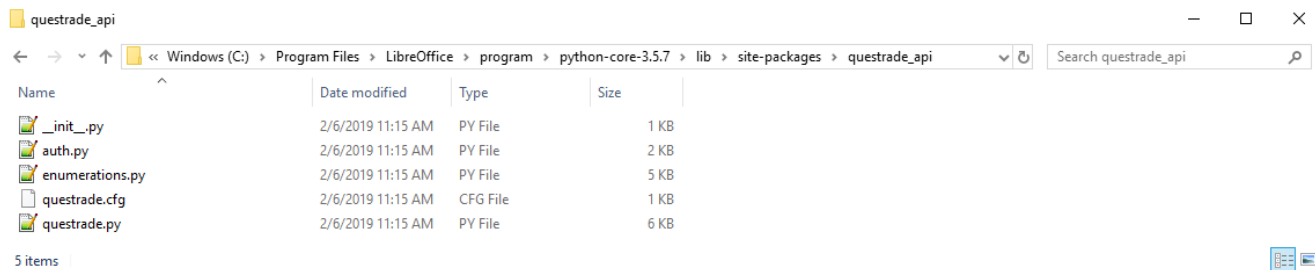 questrade_api
« Windows (C:) > Program Files > LibreOffice > program > python-core-3.5.7 > lib > site-packages > questrade_api Search questrade_api
Name Date modified Type Size
__init__.py 2/6/2019 11:15 AM PY File 1 KB
auth.py 2/6/2019 11:15 AM PY File 2 KB
enumerations.py 2/6/2019 11:15 AM PY File 5 KB
questrade.cfg 2/6/2019 11:15 AM CFG File 1 KB
questrade.py 2/6/2019 11:15 AM PY File 6 KB
5 items